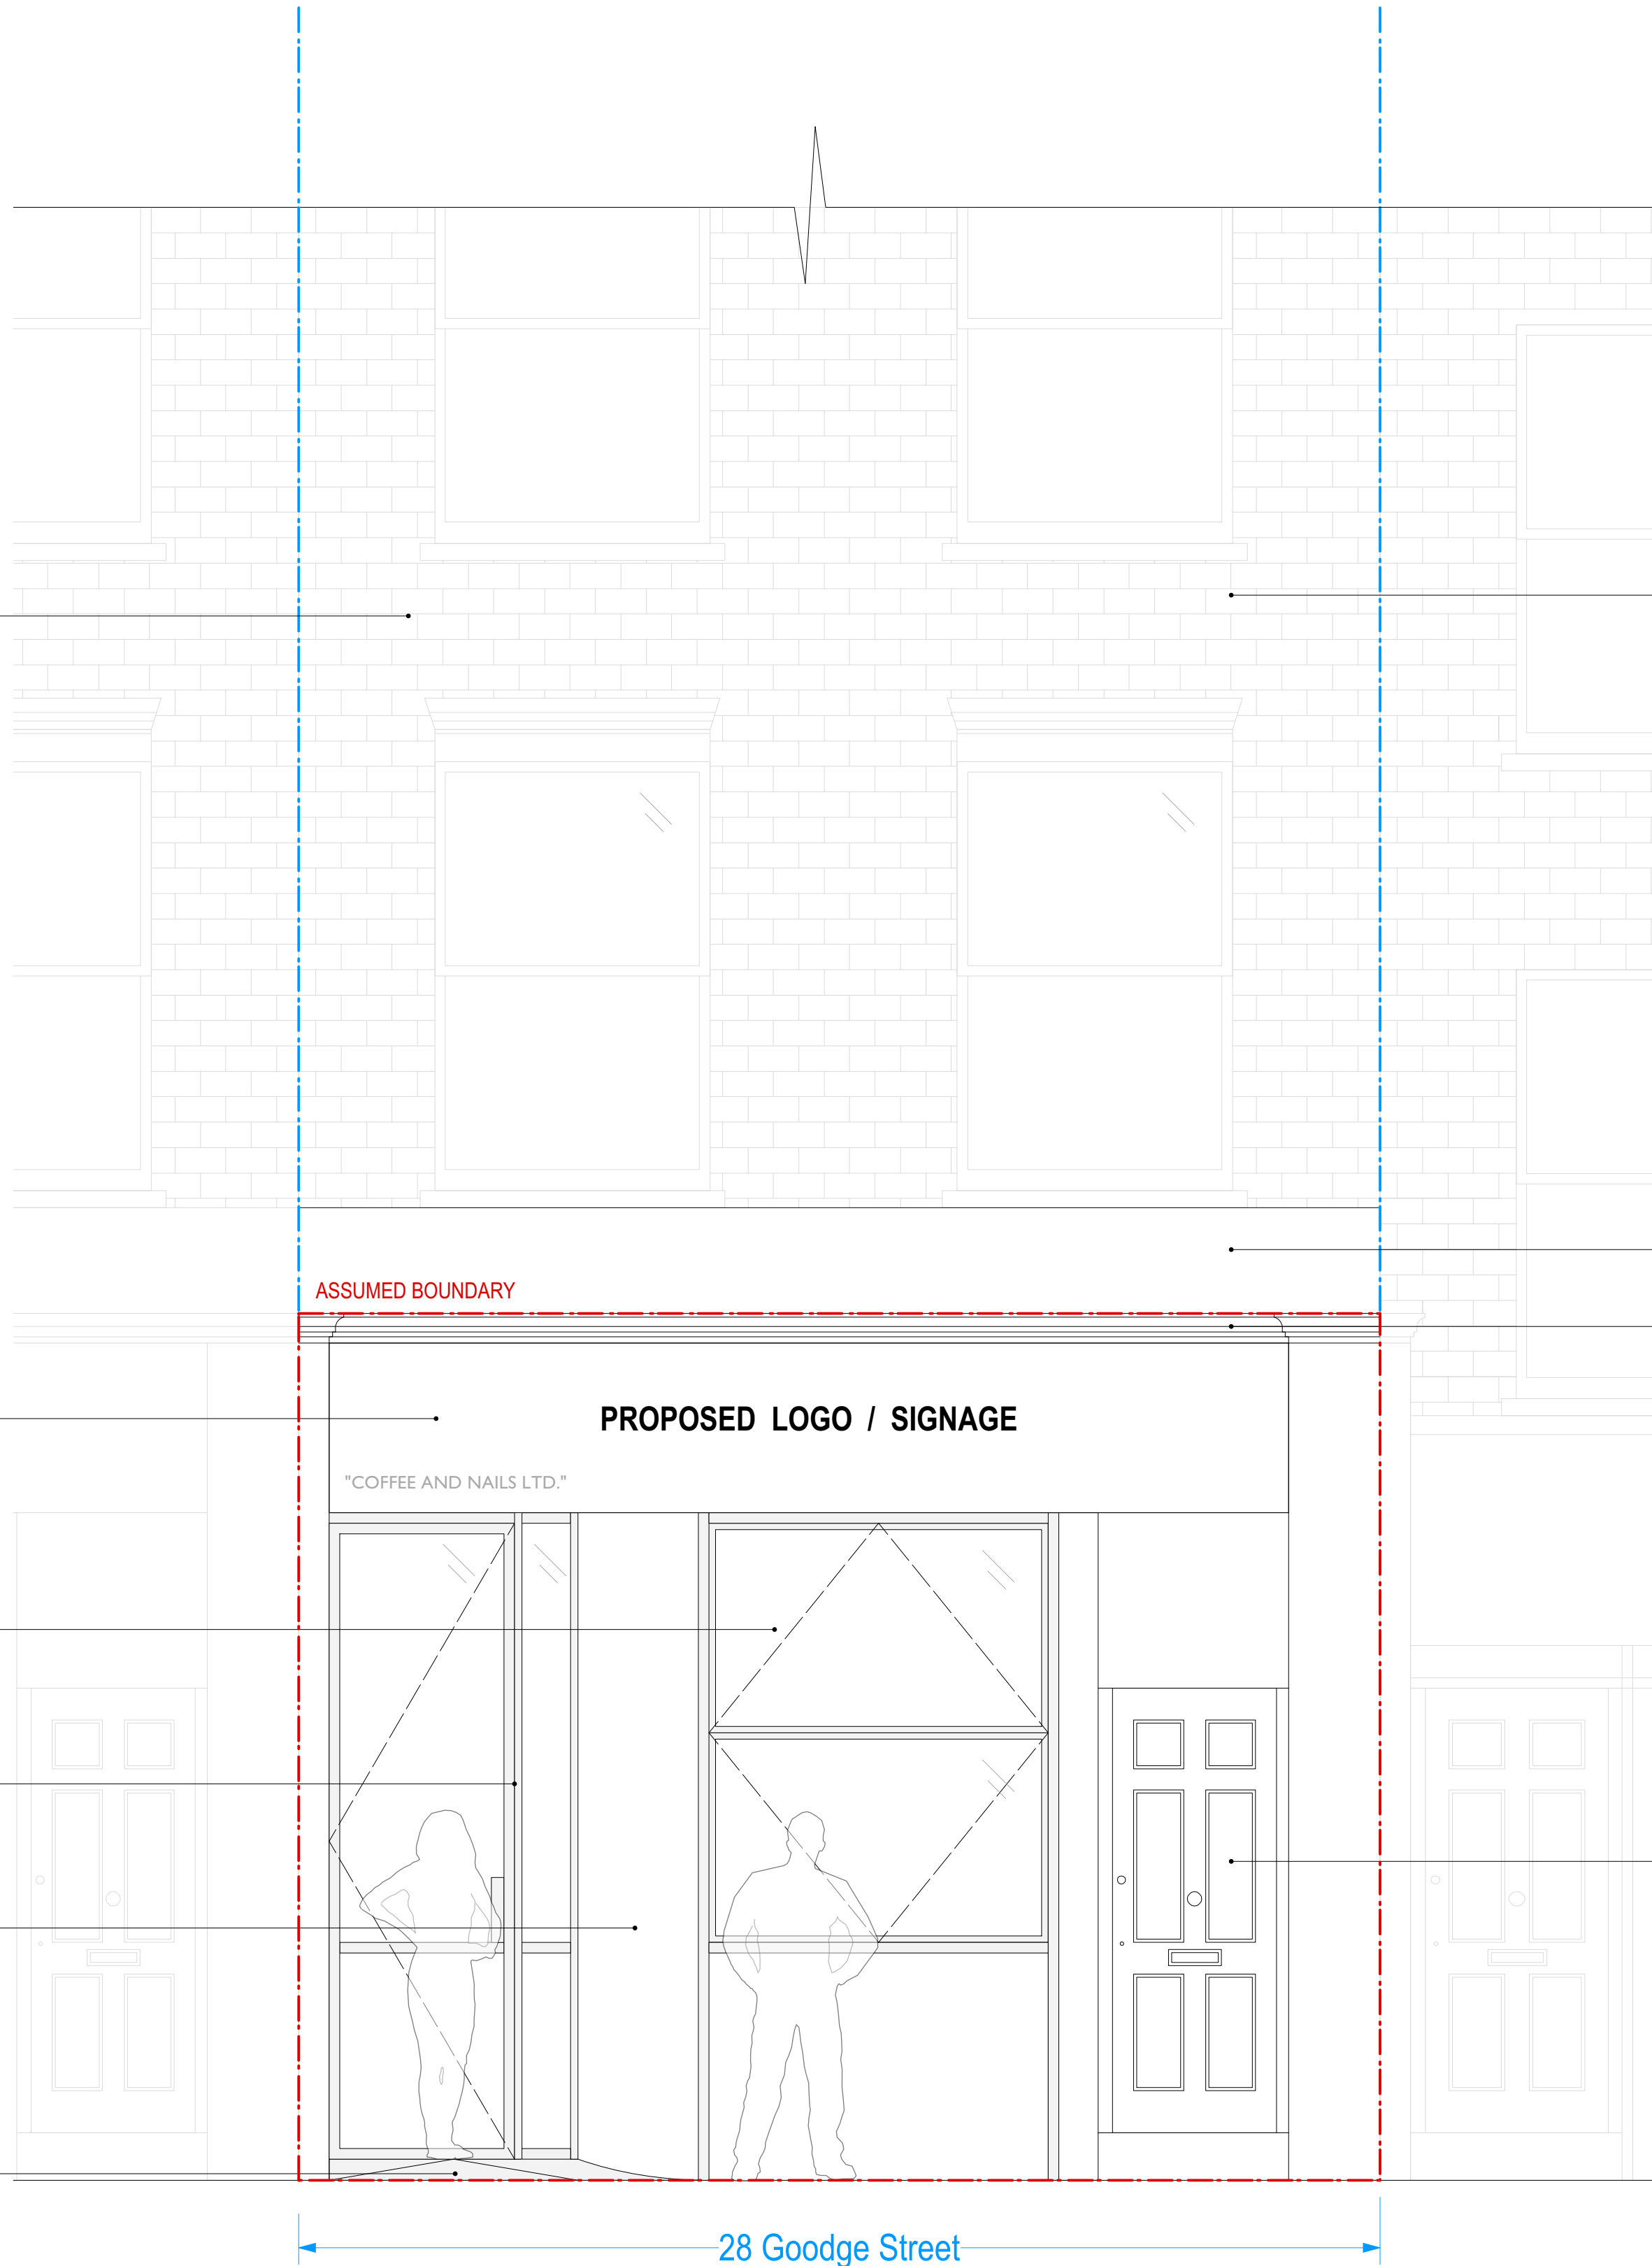 ASSUMED BOUNDARY
PROPOSED LOGO / SIGNAGE
"COFFEE AND NAILS LTD."
28 Goodge Street